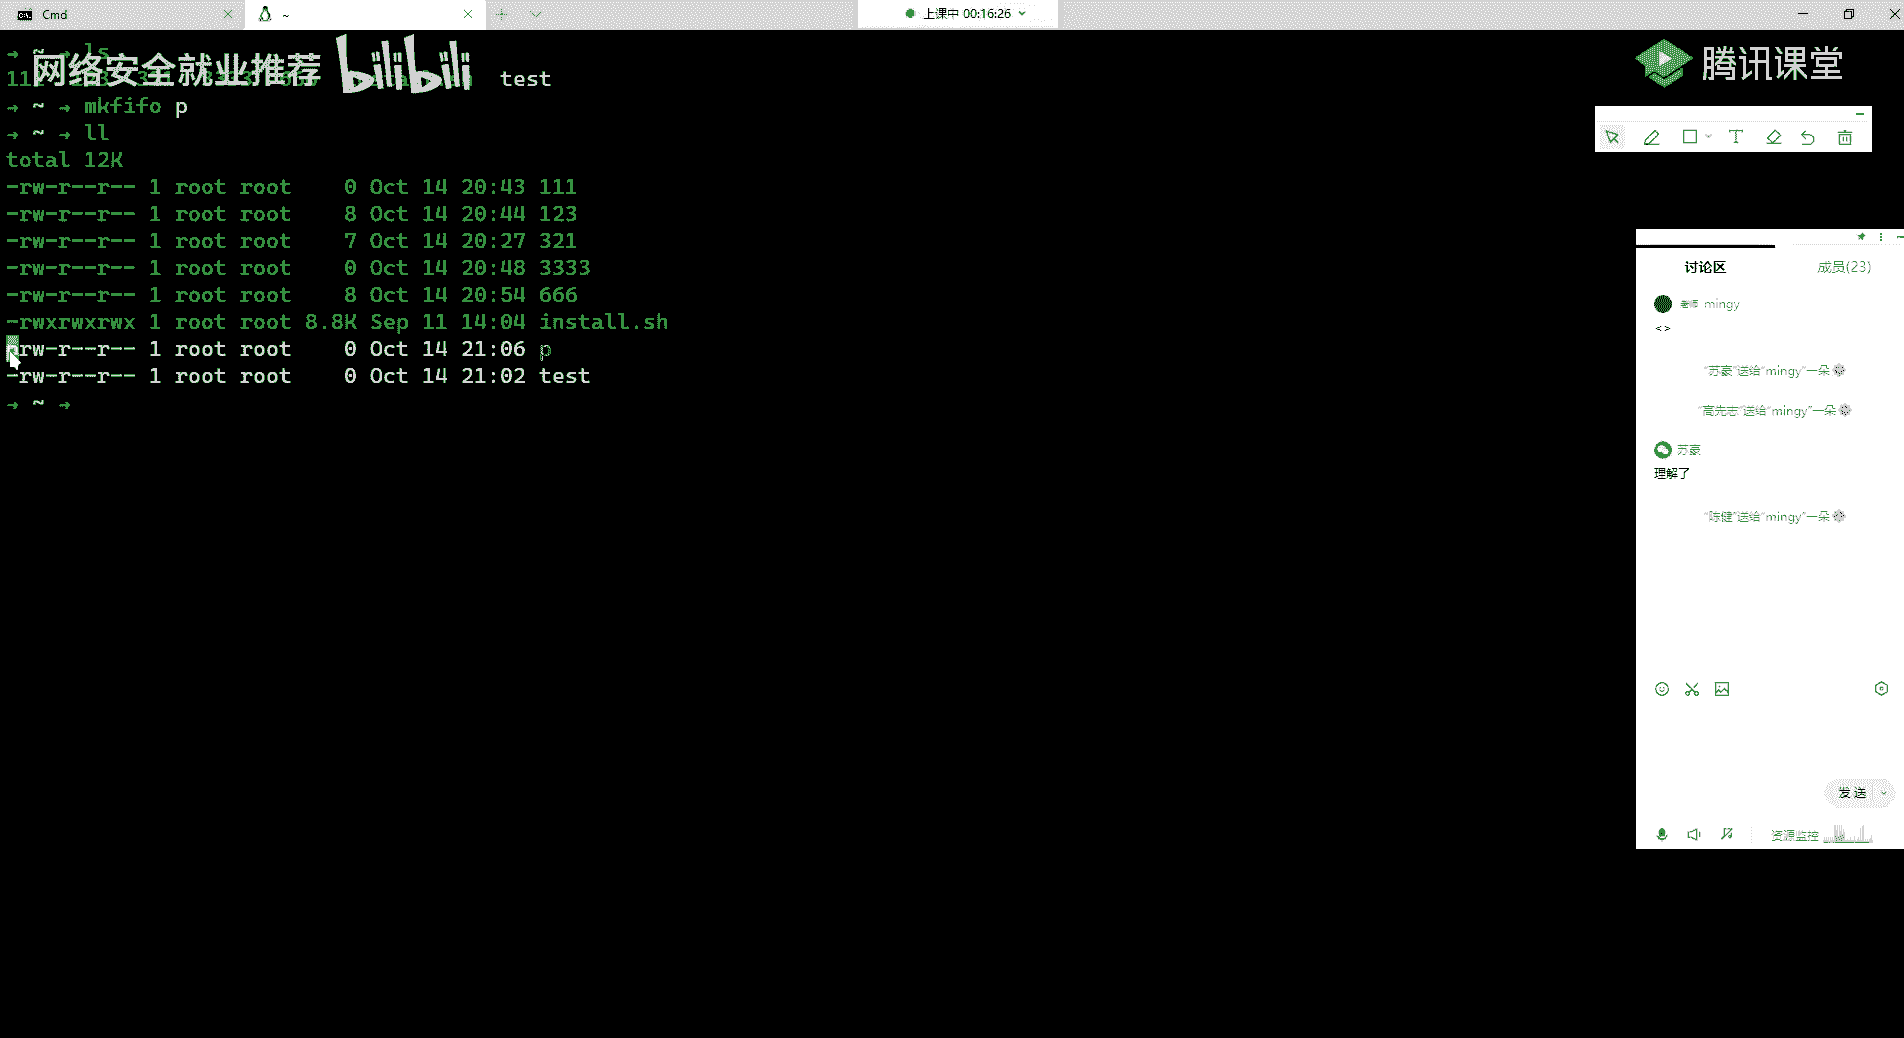 Cmd
~
上课中 00:16:26
→ ~ → ls
网络安全就业推荐 bilibili
test
腾讯课堂
→ ~ → mkfifo p
→ ~ → ll
total 12K
-rw-r--r-- 1 root root 0 Oct 14 20:43 111
-rw-r--r-- 1 root root 8 Oct 14 20:44 123
-rw-r--r-- 1 root root 7 Oct 14 20:27 321
-rw-r--r-- 1 root root 0 Oct 14 20:48 3333
-rw-r--r-- 1 root root 8 Oct 14 20:54 666
-rwxrwxrwx 1 root root 8.8K Sep 11 14:04 install.sh
prw-r--r-- 1 root root 0 Oct 14 21:06 p
-rw-r--r-- 1 root root 0 Oct 14 21:02 test
→ ~ →
讨论区 成员(23)
老师 mingy
<>
“苏豪”送给“mingy”一朵
“高先志”送给“mingy”一朵
苏豪
理解了
“陈健”送给“mingy”一朵
发送
资源监控